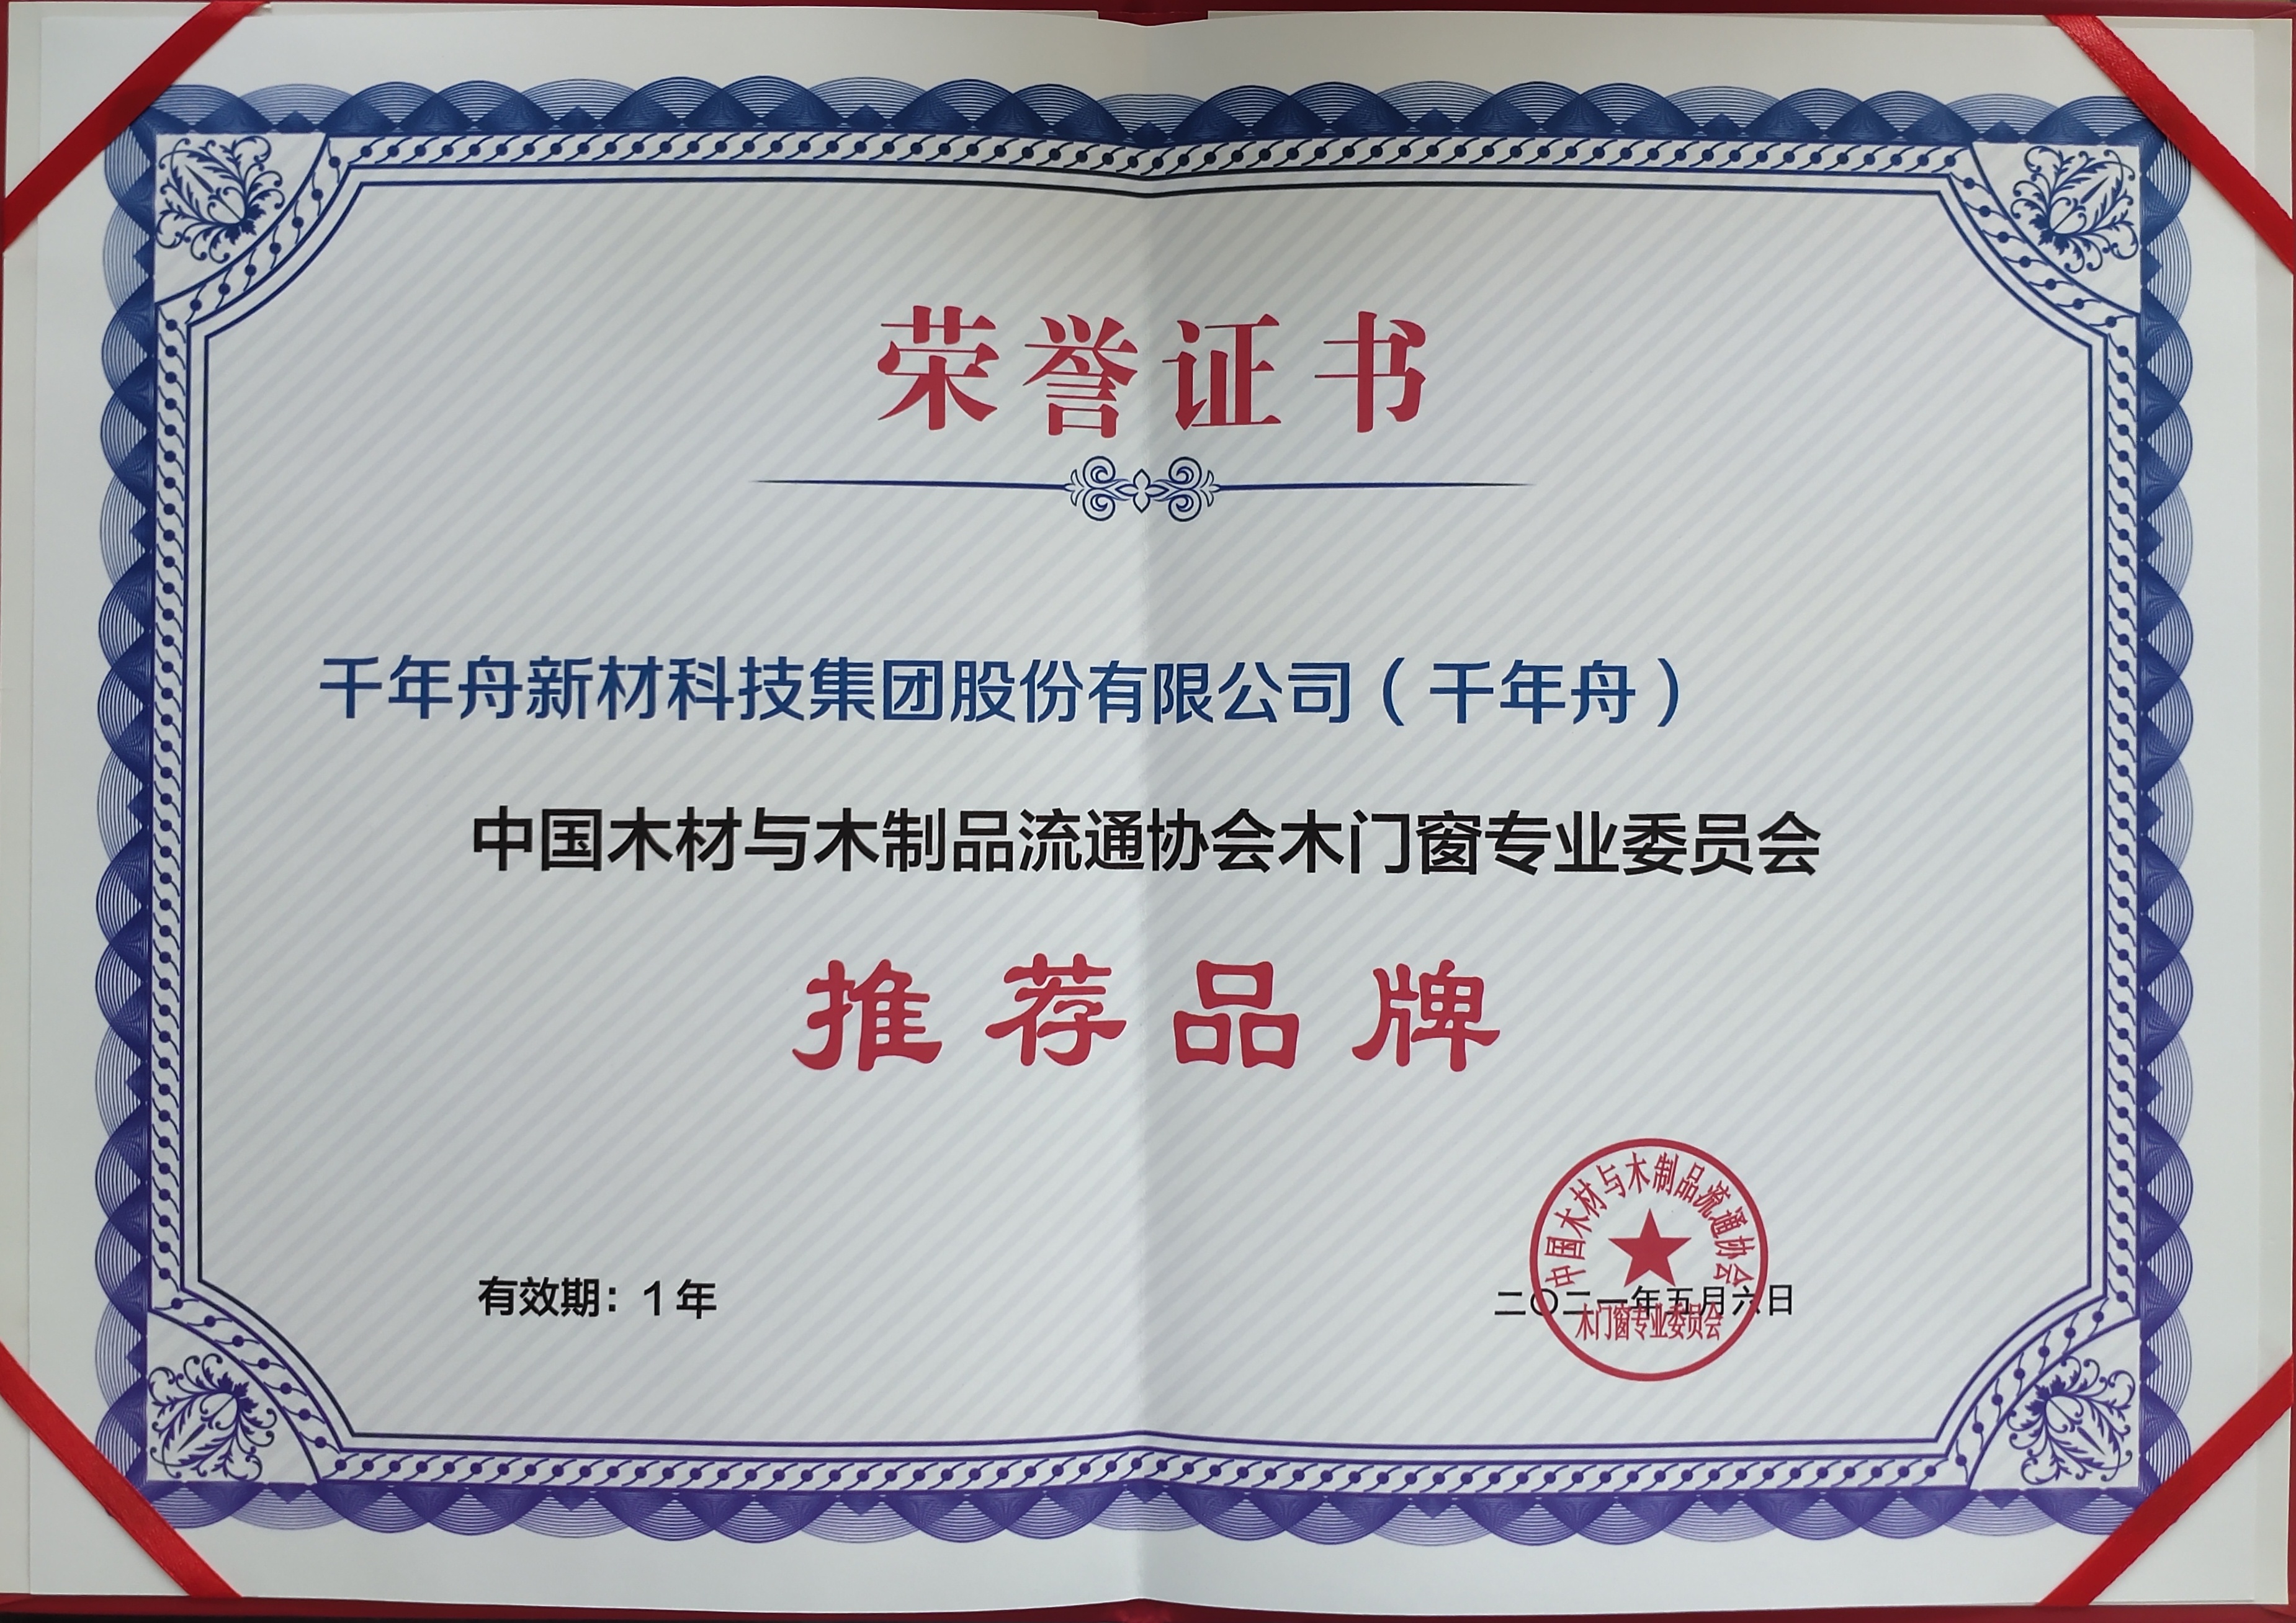 荣誉证书
千年舟新材科技集团股份有限公司（千年舟）
中国木材与木制品流通协会木门窗专业委员会
推荐品牌
有效期：1年
二〇二一年五月六日
中国木材与木制品流通协会
木门窗专业委员会